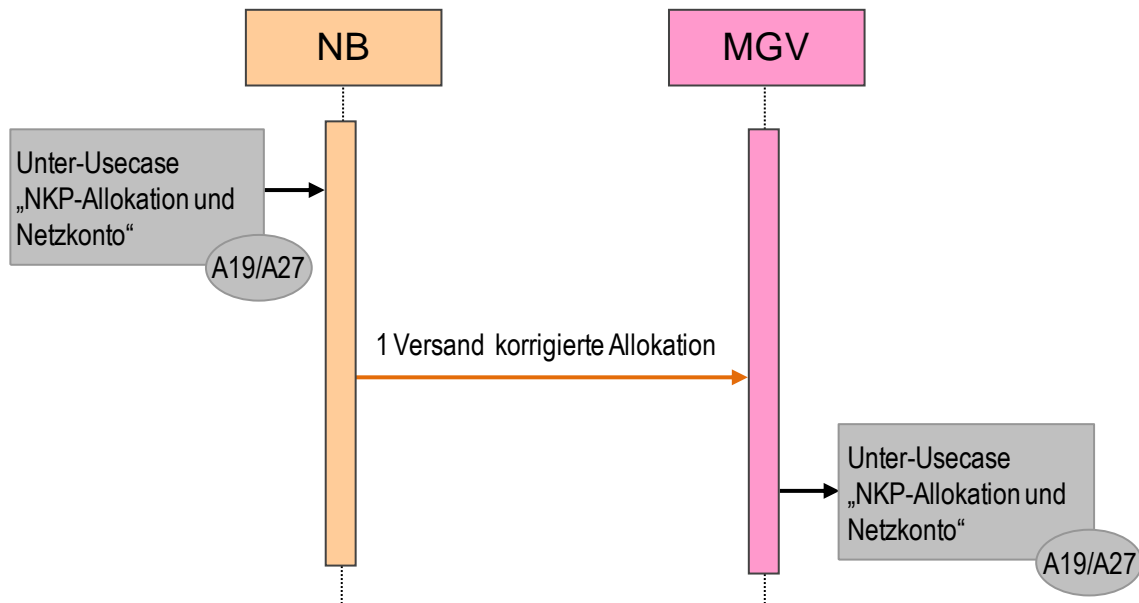 NB
MGV
Unter-Usecase
„NKP-Allokation und
Netzkonto“
A19/A27
1 Versand korrigierte Allokation
Unter-Usecase
„NKP-Allokation und
Netzkonto“
A19/A27